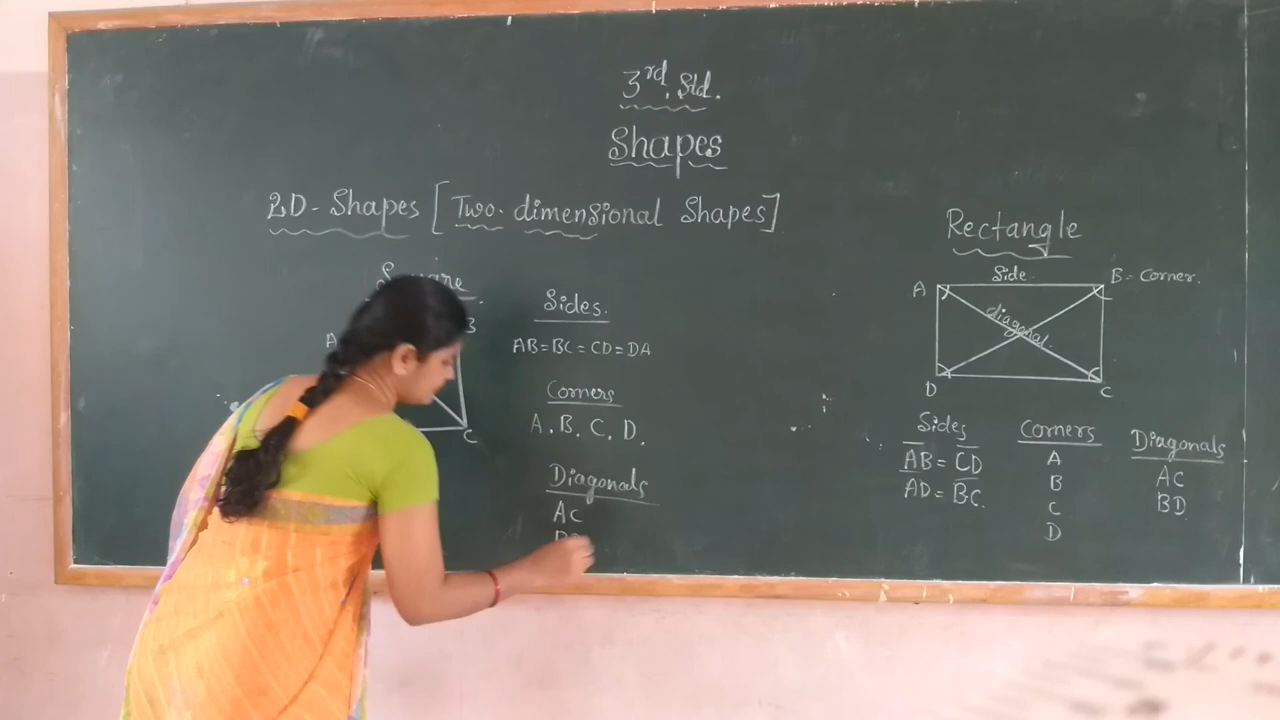 3rd. Std.
Shapes
2D- Shapes [Two-dimensional Shapes]
Sides.
AB=BC=CD=DA
Corners
A. B. C. D.
Diagonals
AC
A
C
Rectangle
Side
A
B - Corner.
diagonal
D
C
Sides
AB = CD
AD = BC.
Corners
A
B
C
D
Diagonals
AC
BD